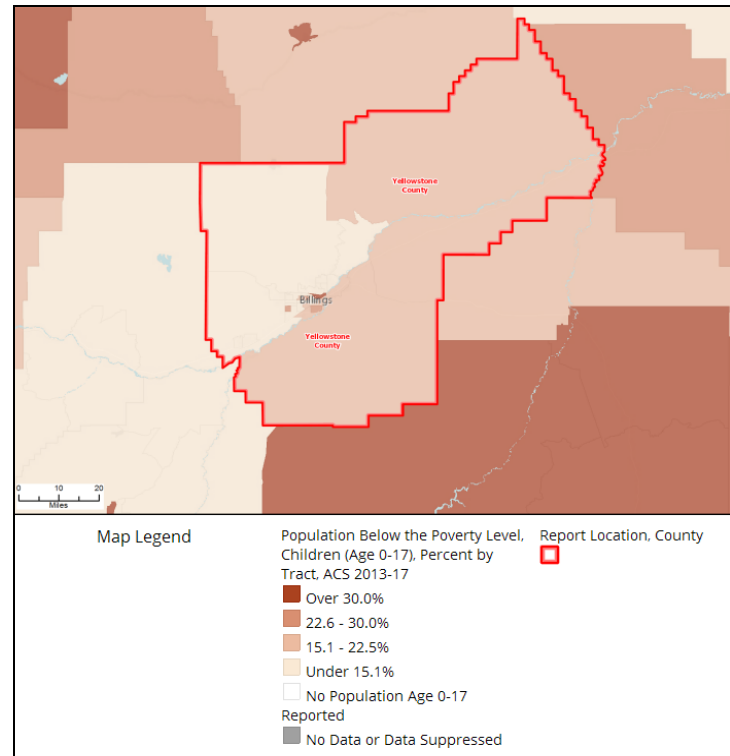 Yellowstone
County
Billings
Yellowstone
County
0 10 20
Miles
Map Legend
Population Below the Poverty Level,
Children (Age 0-17), Percent by
Tract, ACS 2013-17
Over 30.0%
22.6 - 30.0%
15.1 - 22.5%
Under 15.1%
No Population Age 0-17
Reported
No Data or Data Suppressed
Report Location, County